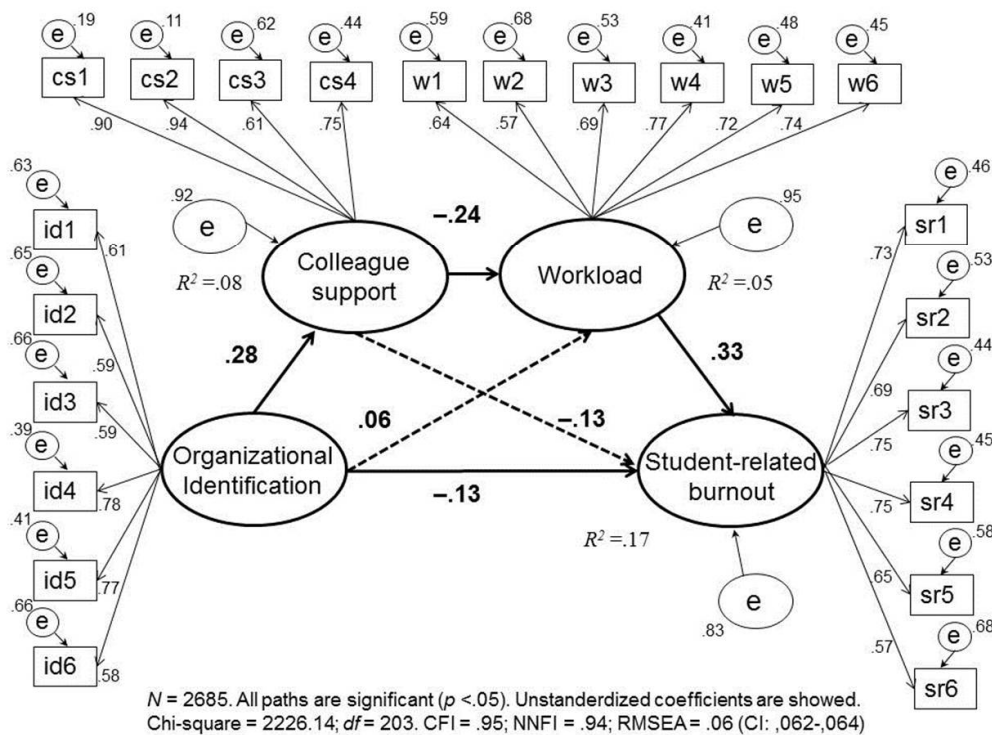 .19 .11 .62 .44 .59 .68 .53 .41 .48 .45
e e e e e e e e e e
cs1 cs2 cs3 cs4 w1 w2 w3 w4 w5 w6
.90 .94 .61 .75 .64 .57 .69 .77 .72 .74
.63
e
id1
.61
.65
e
id2
.59
.66
e
id3
.59
.39
e
id4
.78
.41
e
id5
.77
.66
e
id6
.58
.92
e
R² =.08
Colleague
support
–.24
Workload
.95
e
R² =.05
.28
.06
–.13
.33
Organizational
Identification
–.13
Student-related
burnout
R² =.17
e
.83
.46
e
sr1
.73
.53
e
sr2
.69
.44
e
sr3
.75
.45
e
sr4
.75
.58
e
sr5
.65
.68
e
sr6
.57
N = 2685. All paths are significant (p <.05). Unstanderdized coefficients are showed.
Chi-square = 2226.14; df = 203. CFI = .95; NNFI = .94; RMSEA = .06 (CI: ,062-,064)